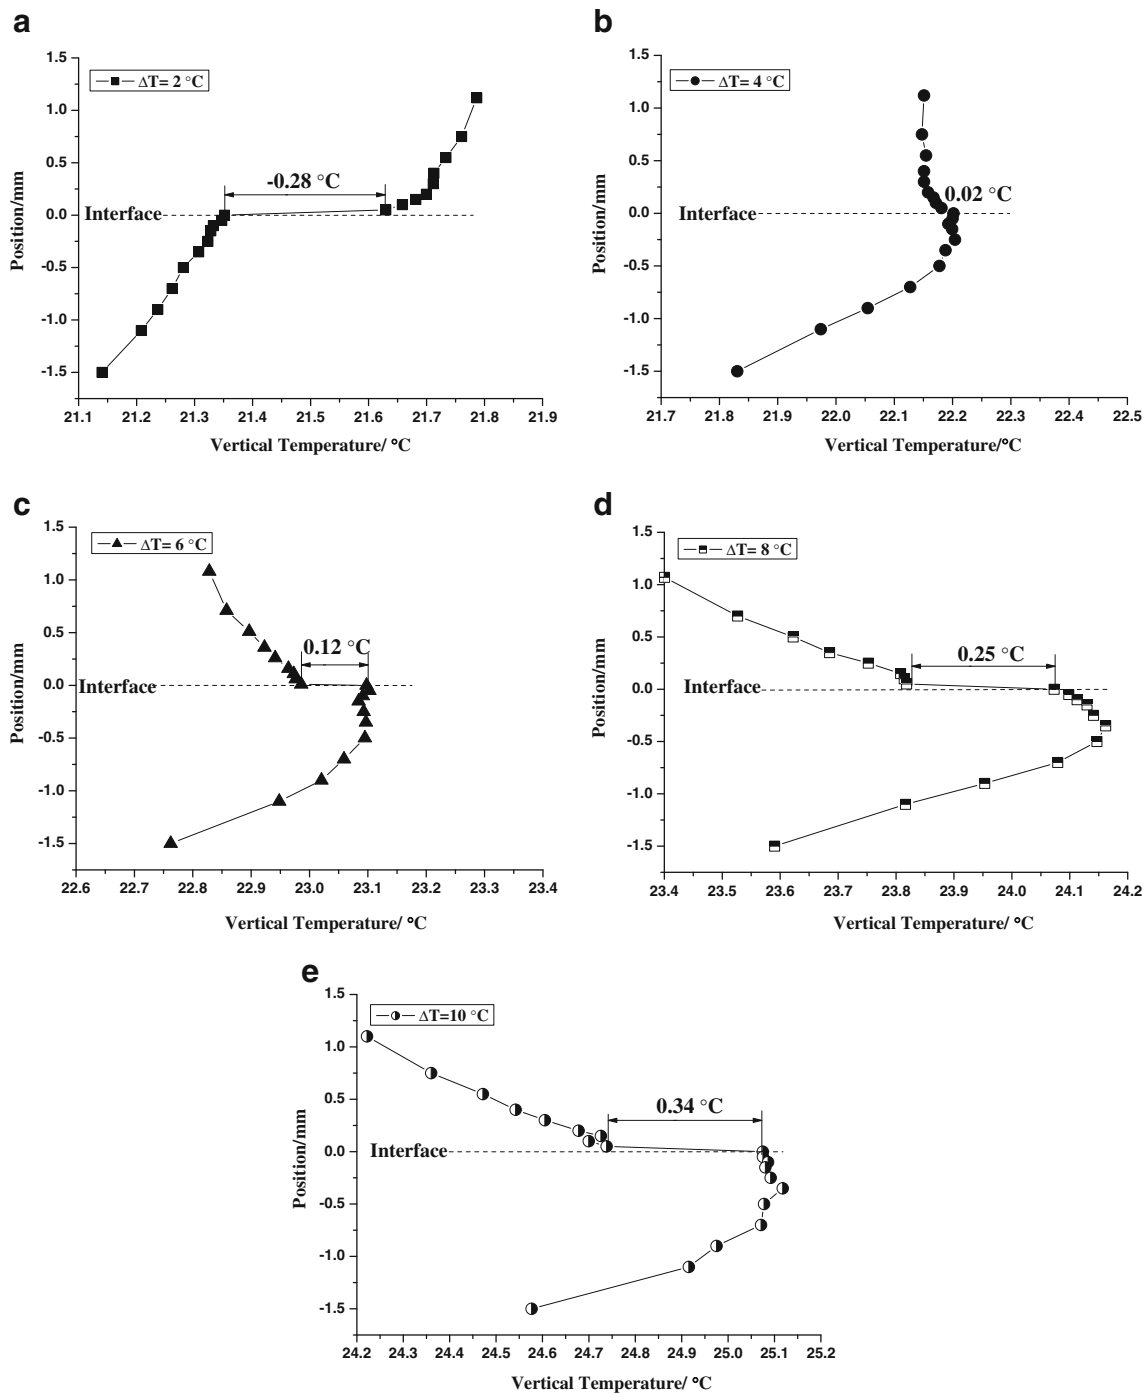 a
1.5
ΔT= 2 °C
1.0
0.5
-0.28 °C
0.0
Interface
-0.5
-1.0
-1.5
Position/mm
21.1 21.2 21.3 21.4 21.5 21.6 21.7 21.8 21.9
Vertical Temperature/ °C
b
1.5
ΔT= 4 °C
1.0
0.5
0.02 °C
0.0
Interface
-0.5
-1.0
-1.5
Position/mm
21.7 21.8 21.9 22.0 22.1 22.2 22.3 22.4 22.5
Vertical Temperature/°C
c
1.5
ΔT= 6 °C
1.0
0.5
0.12 °C
0.0
Interface
-0.5
-1.0
-1.5
Position/mm
22.6 22.7 22.8 22.9 23.0 23.1 23.2 23.3 23.4
Vertical Temperature/ °C
d
1.5
ΔT= 8 °C
1.0
0.5
0.25 °C
0.0
Interface
-0.5
-1.0
-1.5
Position/mm
23.4 23.5 23.6 23.7 23.8 23.9 24.0 24.1 24.2
Vertical Temperature/ °C
e
1.5
ΔT=10 °C
1.0
0.5
0.34 °C
0.0
Interface
-0.5
-1.0
-1.5
Position/mm
24.2 24.3 24.4 24.5 24.6 24.7 24.8 24.9 25.0 25.1 25.2
Vertical Temperature/ °C